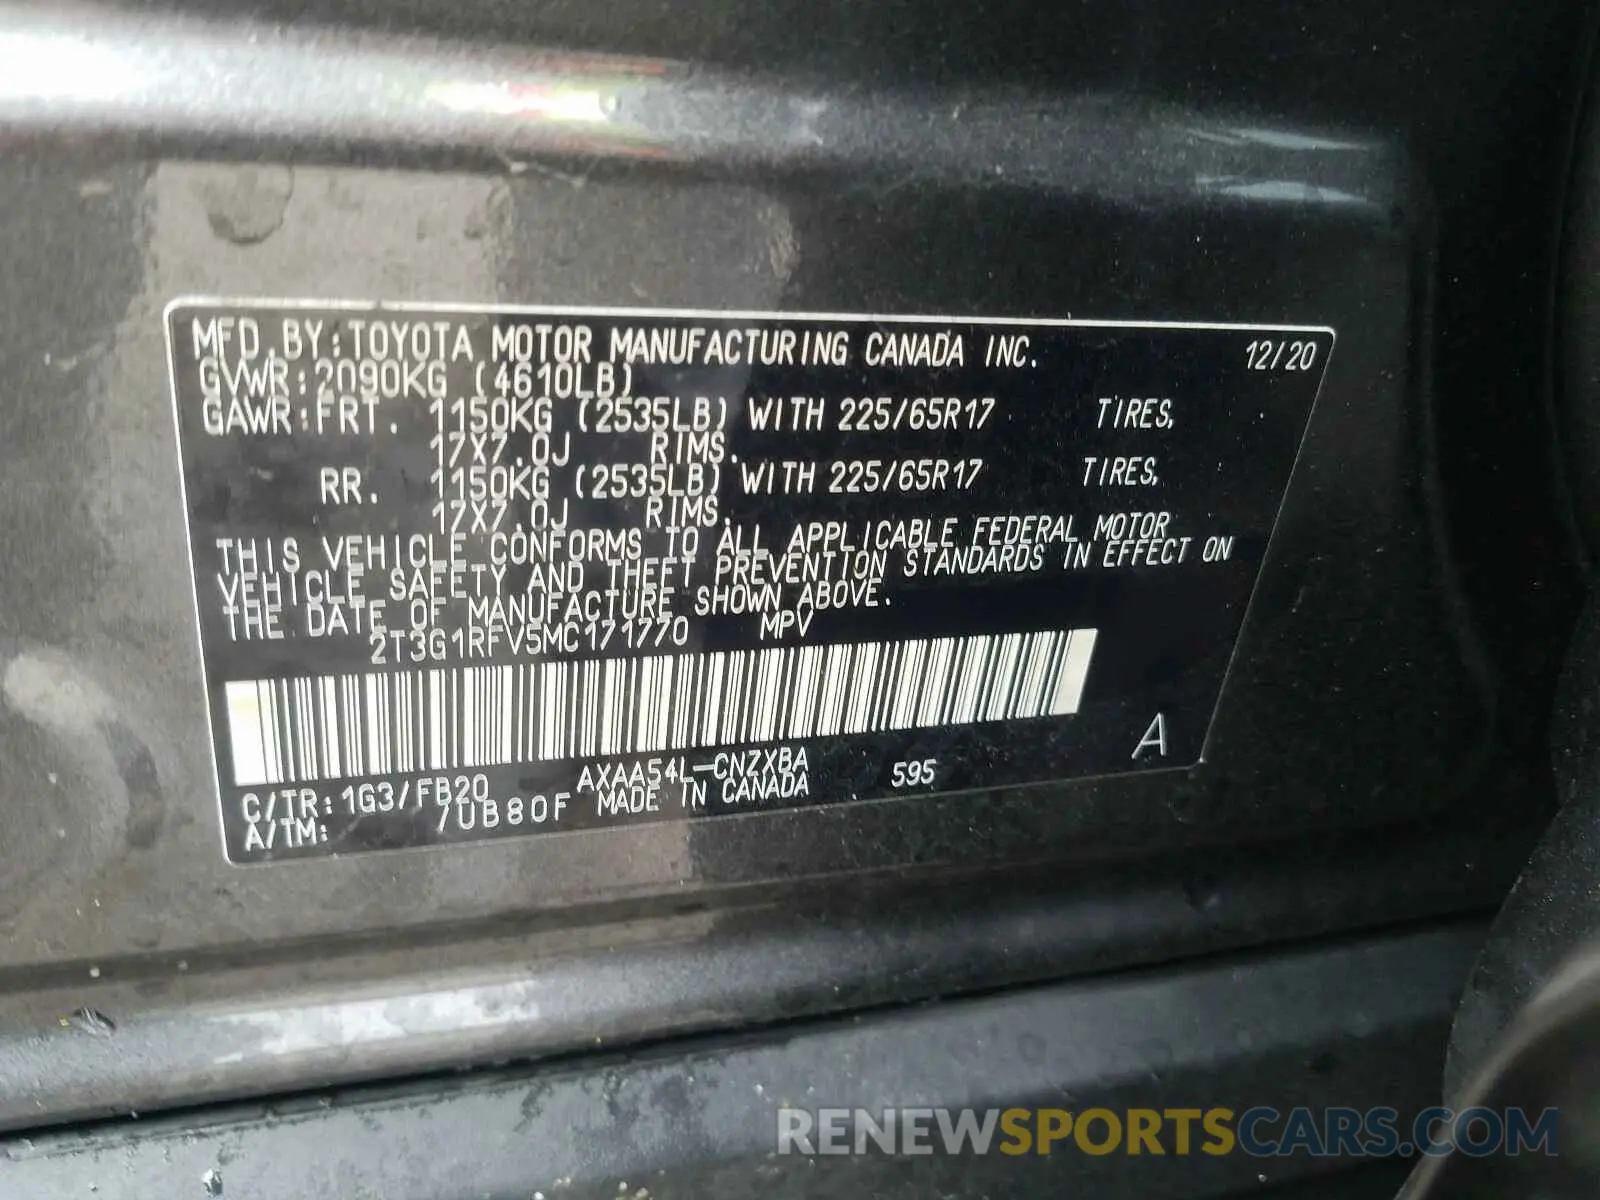 MFD.BY:TOYOTA MOTOR MANUFACTURING CANADA INC. 12/20
GVWR:2090KG (4610LB)
GAWR:FRT. 1150KG (2535LB) WITH 225/65R17 TIRES,
17X7.0J RIMS.
RR. 1150KG (2535LB) WITH 225/65R17 TIRES,
17X7.0J RIMS.
THIS VEHICLE CONFORMS TO ALL APPLICABLE FEDERAL MOTOR
VEHICLE SAFETY AND THEFT PREVENTION STANDARDS IN EFFECT ON
THE DATE OF MANUFACTURE SHOWN ABOVE.
2T3G1RFV5MC171770 MPV
A
C/TR:1G3/FB20 AXAA54L-CNZXBA 595
A/TM: /UB80F MADE IN CANADA
RENEWSPORTSCARS.COM